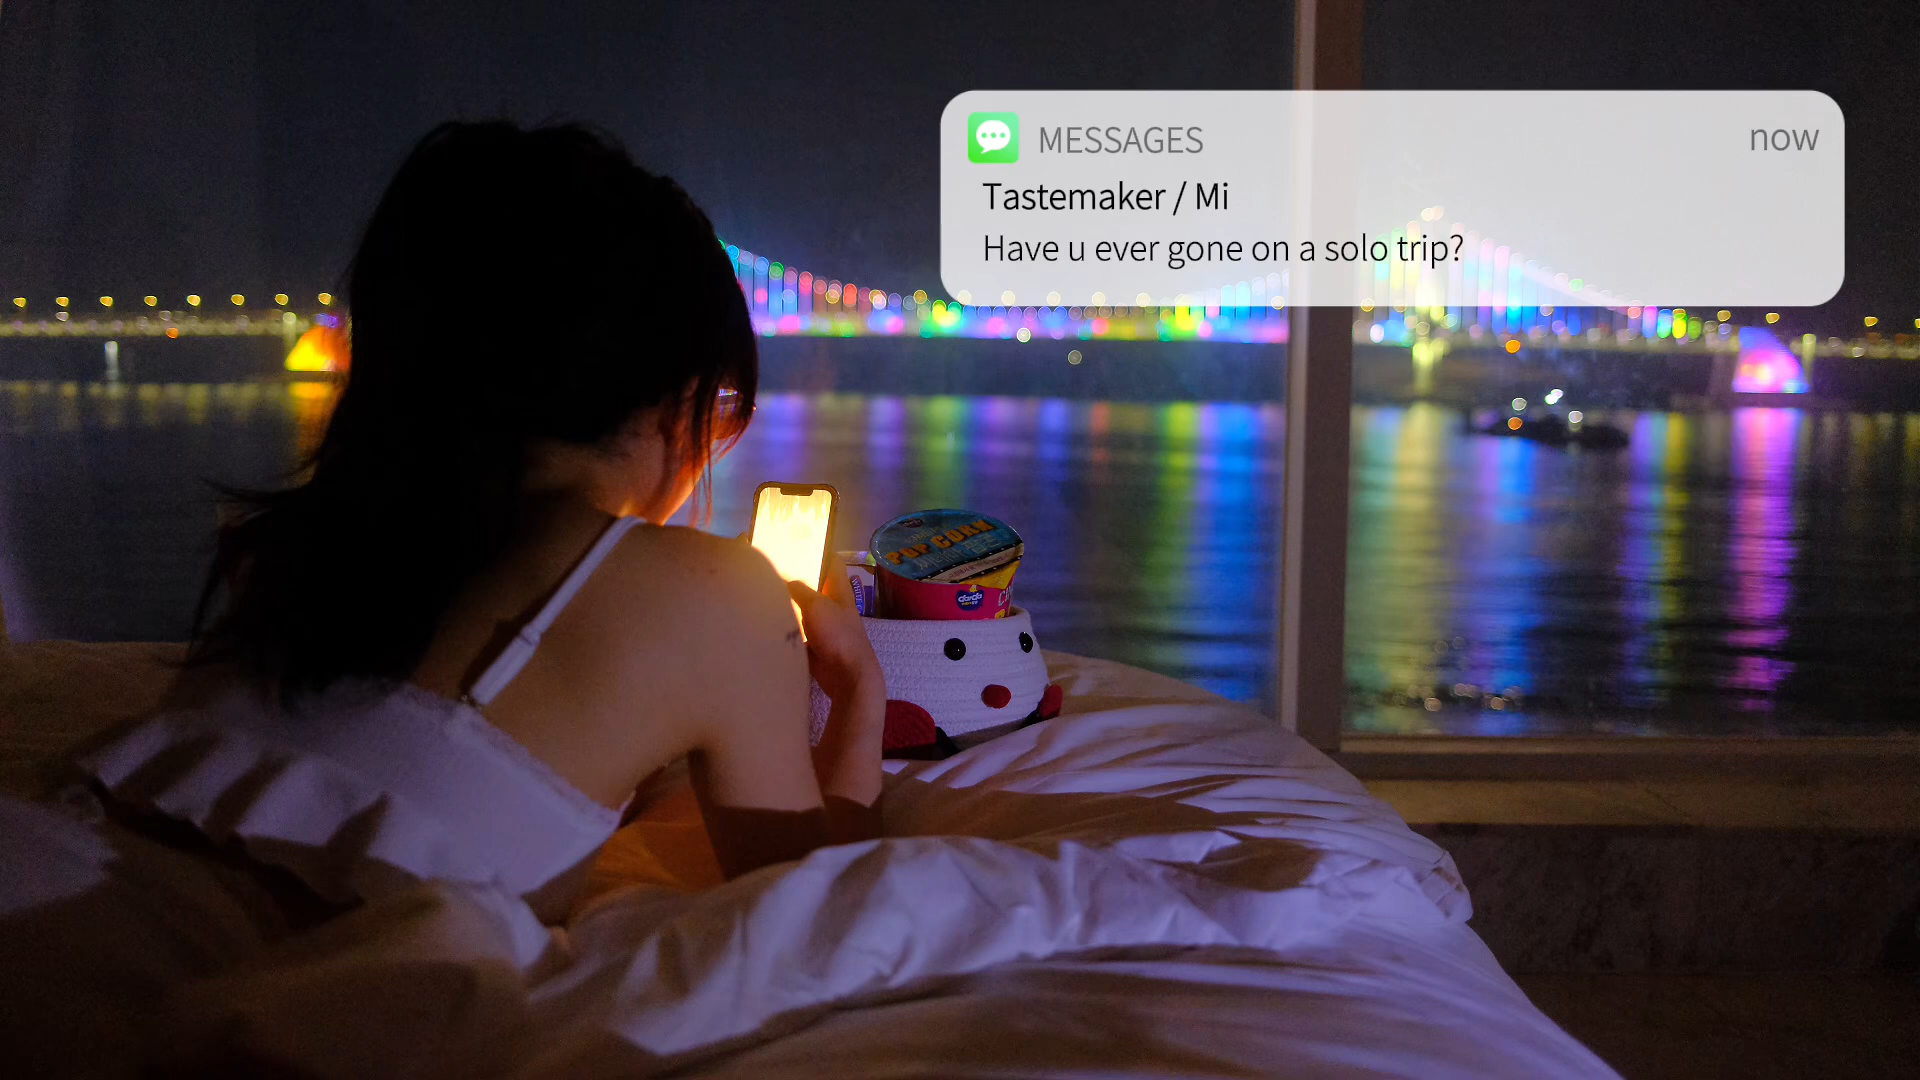 MESSAGES
now
Tastemaker / Mi
Have u ever gone on a solo trip?
POP CORN